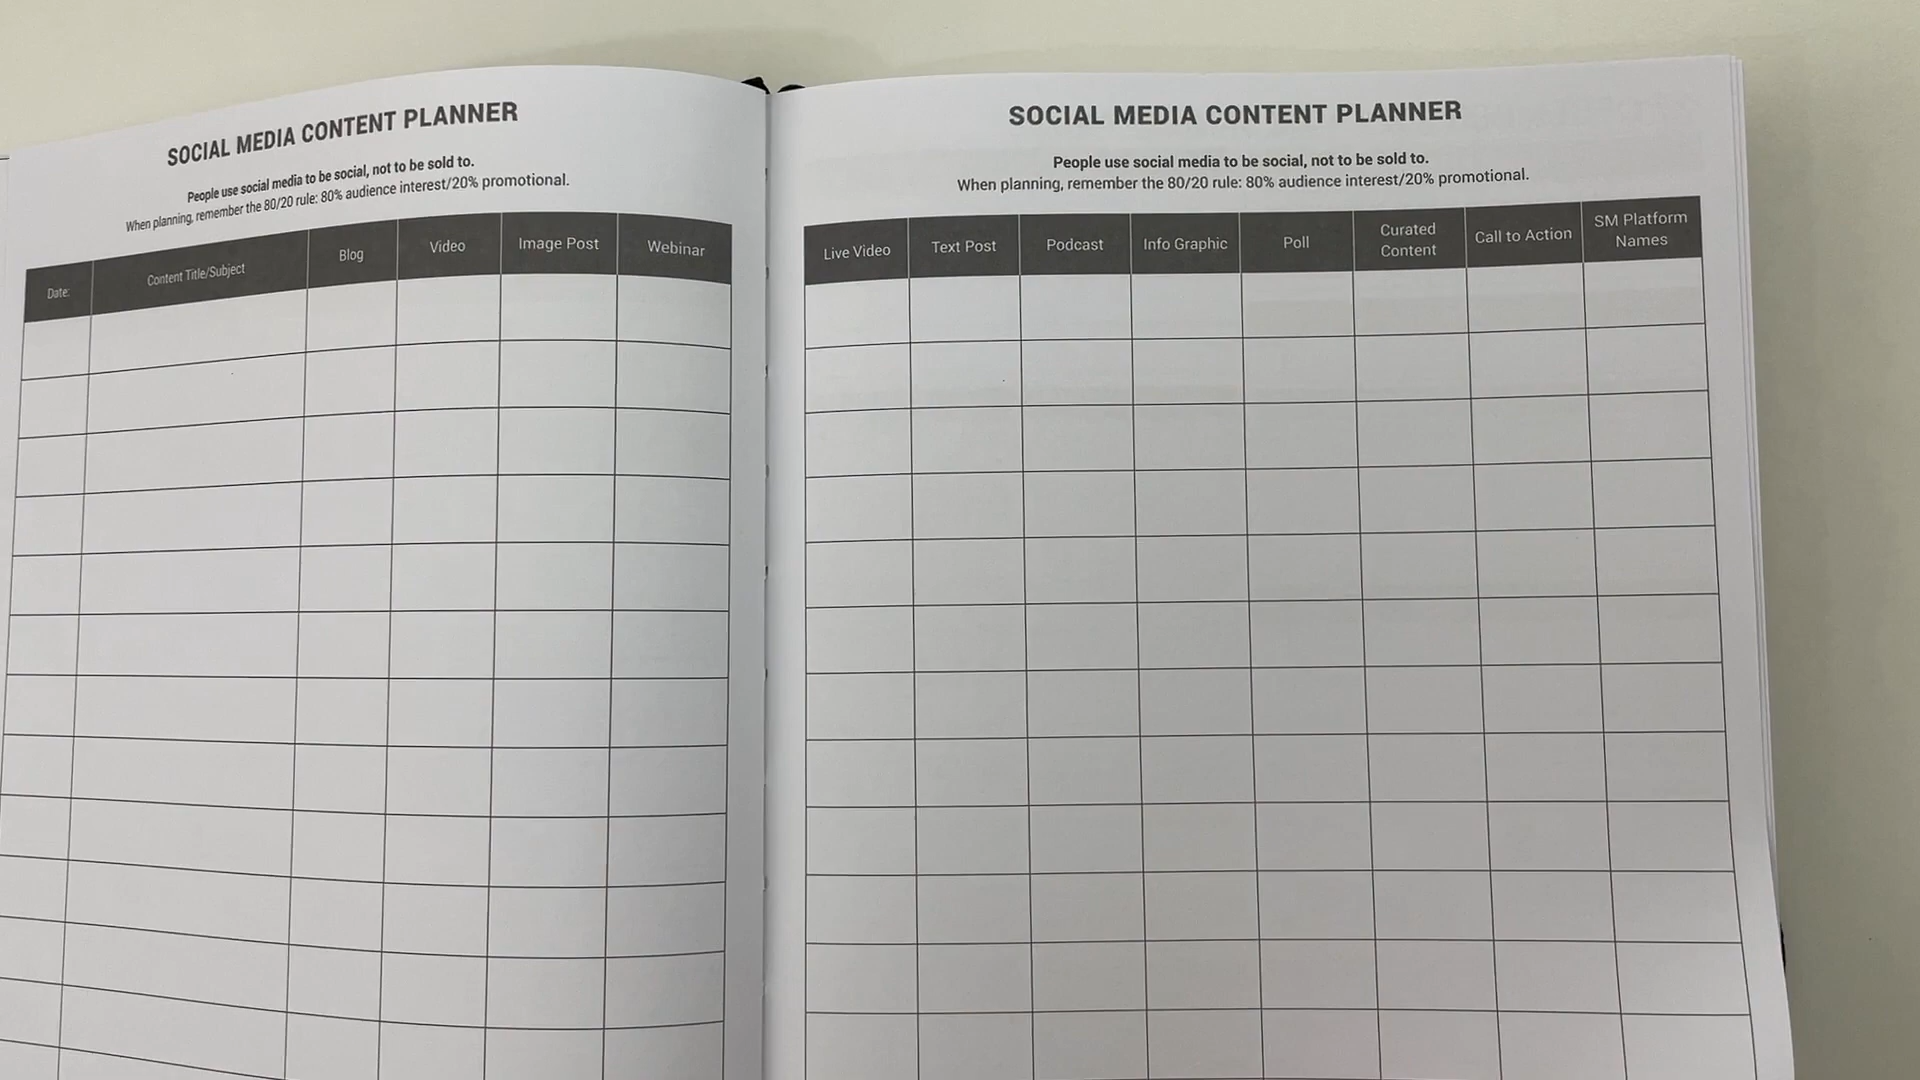 SOCIAL MEDIA CONTENT PLANNER
People use social media to be social, not to be sold to.
When planning, remember the 80/20 rule: 80% audience interest/20% promotional.
Date: Content Title/Subject Blog Video Image Post Webinar
SOCIAL MEDIA CONTENT PLANNER
People use social media to be social, not to be sold to.
When planning, remember the 80/20 rule: 80% audience interest/20% promotional.
Live Video Text Post Podcast Info Graphic Poll Curated Content Call to Action SM Platform Names